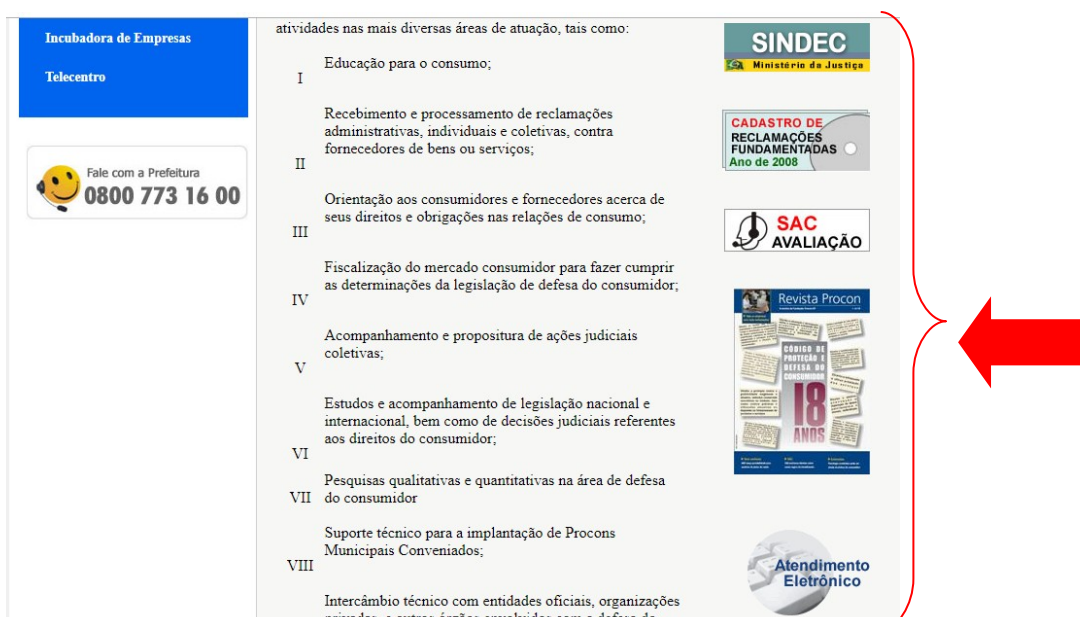 Incubadora de Empresas
Telecentro
Fale com a Prefeitura
0800 773 16 00
atividades nas mais diversas áreas de atuação, tais como:
I
Educação para o consumo;
II
Recebimento e processamento de reclamações
administrativas, individuais e coletivas, contra
fornecedores de bens ou serviços;
III
Orientação aos consumidores e fornecedores acerca de
seus direitos e obrigações nas relações de consumo;
IV
Fiscalização do mercado consumidor para fazer cumprir
as determinações da legislação de defesa do consumidor;
V
Acompanhamento e propositura de ações judiciais
coletivas;
VI
Estudos e acompanhamento de legislação nacional e
internacional, bem como de decisões judiciais referentes
aos direitos do consumidor;
VII
Pesquisas qualitativas e quantitativas na área de defesa
do consumidor
VIII
Suporte técnico para a implantação de Procons
Municipais Conveniados;
Intercâmbio técnico com entidades oficiais, organizações
SINDEC
Ministério da Justiça
CADASTRO DE
RECLAMAÇÕES
FUNDAMENTADAS
Ano de 2008
SAC
AVALIAÇÃO
Revista Procon
CÓDIGO DE
PROTEÇÃO E
DEFESA DO
CONSUMIDOR
18
ANOS
Atendimento
Eletrônico